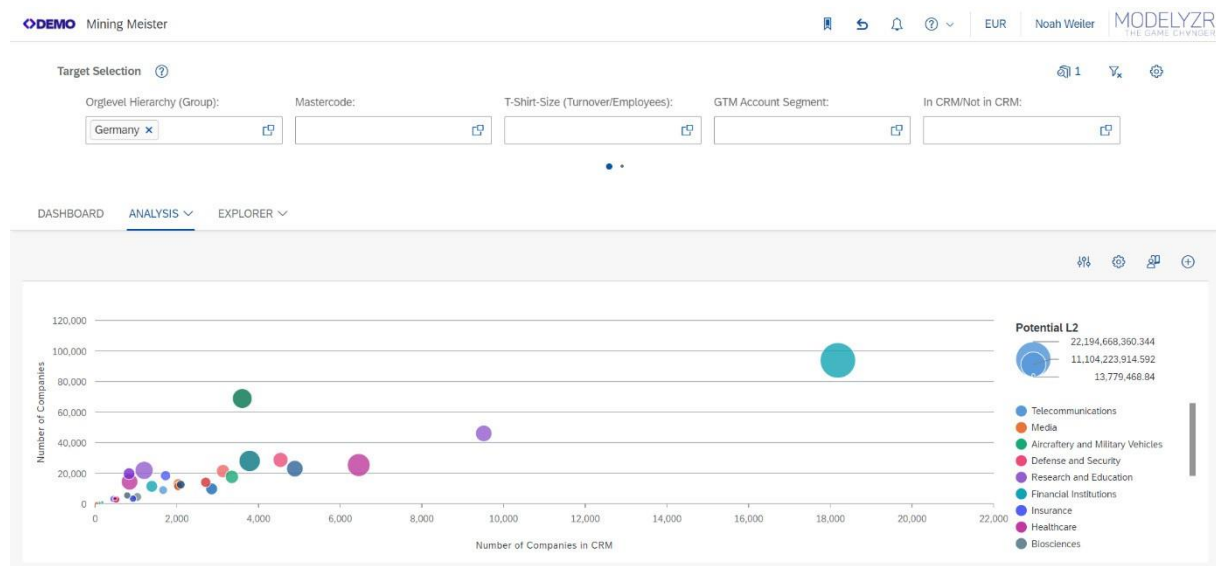 DEMO Mining Meister
EUR
Noah Weiler
MODELYZR
THE GAME CHVNGER
Target Selection
1
Orglevel Hierarchy (Group):
Mastercode:
T-Shirt-Size (Turnover/Employees):
GTM Account Segment:
In CRM/Not in CRM:
Germany
DASHBOARD
ANALYSIS
EXPLORER
120,000
100,000
80,000
60,000
40,000
20,000
0
Number of Companies
0 2,000 4,000 6,000 8,000 10,000 12,000 14,000 16,000 18,000 20,000 22,000
Number of Companies in CRM
Potential L2
22,194,668,360.344
11,104,223,914.592
13,779,468.84
Telecommunications
Media
Aircraftery and Military Vehicles
Defense and Security
Research and Education
Financial Institutions
Insurance
Healthcare
Biosciences